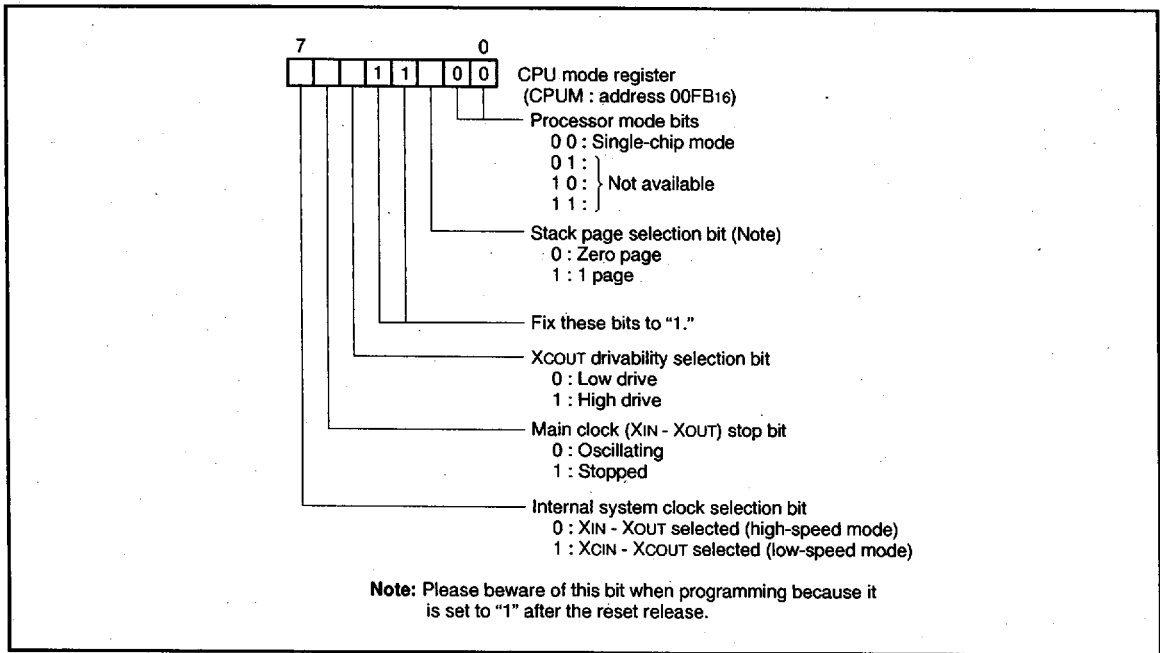 7 0
1 1 0 0 CPU mode register
(CPUM : address 00FB16)
Processor mode bits
0 0 : Single-chip mode
0 1 :
1 0 : Not available
1 1 :
Stack page selection bit (Note)
0 : Zero page
1 : 1 page
Fix these bits to “1.”
XCOUT drivability selection bit
0 : Low drive
1 : High drive
Main clock (XIN - XOUT) stop bit
0 : Oscillating
1 : Stopped
Internal system clock selection bit
0 : XIN - XOUT selected (high-speed mode)
1 : XCIN - XCOUT selected (low-speed mode)
Note: Please beware of this bit when programming because it
is set to “1” after the reset release.